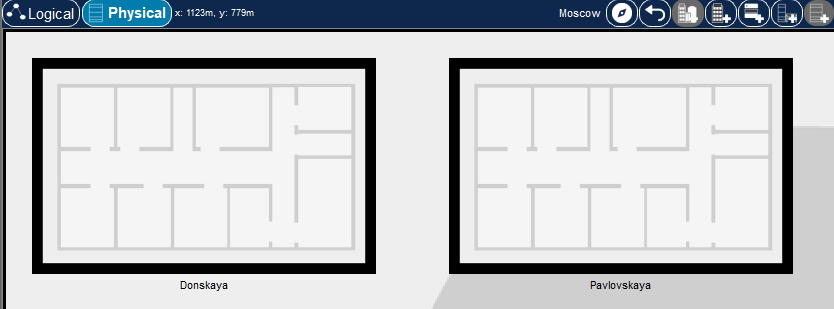 Logical Physical x: 1123m, y: 779m Moscow
Donskaya Pavlovskaya